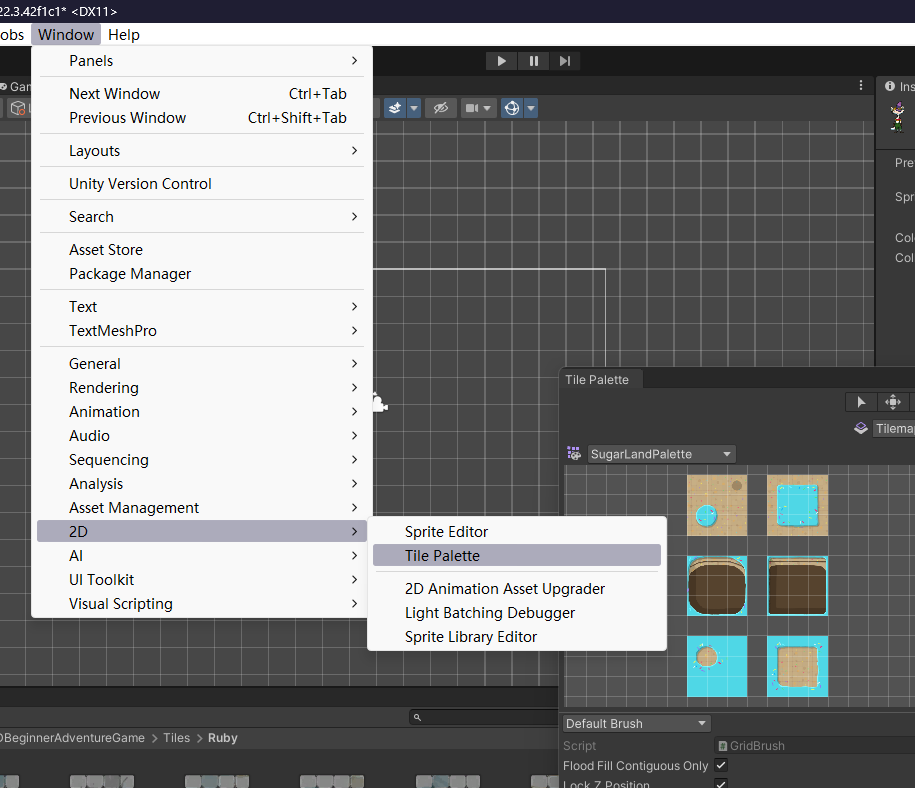 22.3.42f1c1* <DX11>
obs Window Help
Panels
Next Window Ctrl+Tab
Previous Window Ctrl+Shift+Tab
Layouts
Unity Version Control
Search
Asset Store
Package Manager
Text
TextMeshPro
General
Rendering
Animation
Audio
Sequencing
Analysis
Asset Management
2D
AI
UI Toolkit
Visual Scripting
Sprite Editor
Tile Palette
2D Animation Asset Upgrader
Light Batching Debugger
Sprite Library Editor
Gam
Ins
Pre
Spr
Col
Col
Tile Palette
Tilemap
SugarLandPalette
Default Brush
Script GridBrush
Flood Fill Contiguous Only
Lock Z Position
DBeginnerAdventureGame > Tiles > Ruby